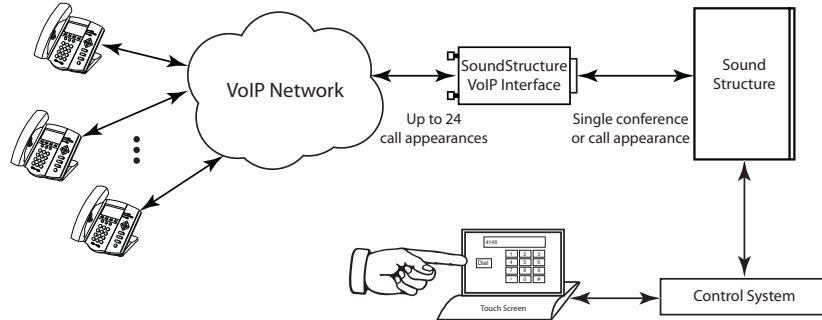 VoIP Network
SoundStructure
VoIP Interface
Sound
Structure
Up to 24
call appearances
Single conference
or call appearance
4148
Dial
1 2 3
4 5 6
7 8 9
* 0 #
Touch Screen
Control System